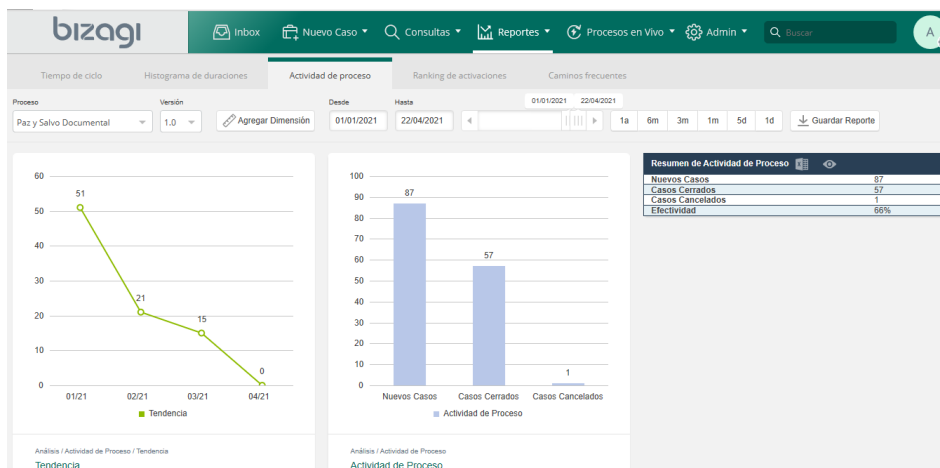 bizagi
Inbox
Nuevo Caso
Consultas
Reportes
Procesos en Vivo
Admin
Buscar
A
Tiempo de ciclo
Histograma de duraciones
Actividad de proceso
Ranking de activaciones
Caminos frecuentes
Proceso
Versión
Desde
Hasta
01/01/2021
22/04/2021
Paz y Salvo Documental
1.0
Agregar Dimensión
01/01/2021
22/04/2021
1a
6m
3m
1m
5d
1d
Guardar Reporte
60
50
40
30
20
10
0
51
21
15
0
01/21
02/21
03/21
04/21
Tendencia
Análisis / Actividad de Proceso / Tendencia
Tendencia
100
90
80
70
60
50
40
30
20
10
0
87
57
1
Nuevos Casos
Casos Cerrados
Casos Cancelados
Actividad de Proceso
Análisis / Actividad de Proceso
Actividad de Proceso
Resumen de Actividad de Proceso
Nuevos Casos 87
Casos Cerrados 57
Casos Cancelados 1
Efectividad 66%